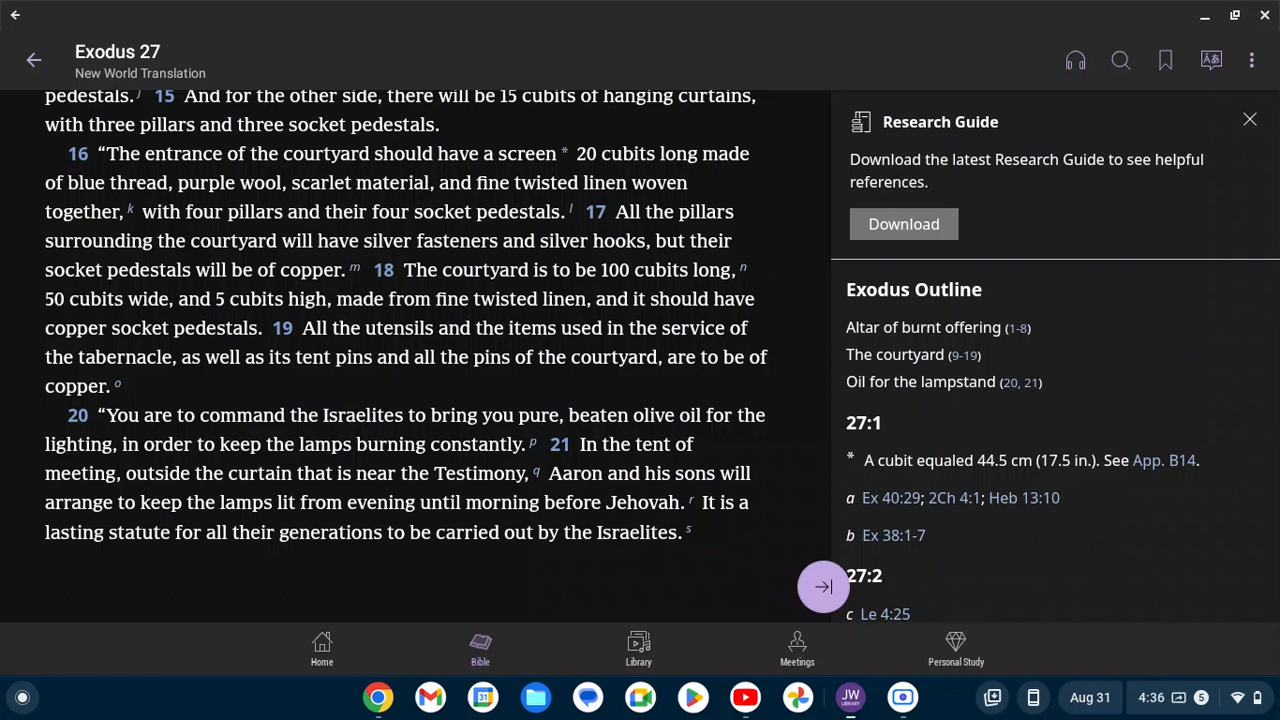 Exodus 27
New World Translation
pedestals. j 15 And for the other side, there will be 15 cubits of hanging curtains,
with three pillars and three socket pedestals.
16 “The entrance of the courtyard should have a screen * 20 cubits long made
of blue thread, purple wool, scarlet material, and fine twisted linen woven
together, k with four pillars and their four socket pedestals. l 17 All the pillars
surrounding the courtyard will have silver fasteners and silver hooks, but their
socket pedestals will be of copper. m 18 The courtyard is to be 100 cubits long, n
50 cubits wide, and 5 cubits high, made from fine twisted linen, and it should have
copper socket pedestals. 19 All the utensils and the items used in the service of
the tabernacle, as well as its tent pins and all the pins of the courtyard, are to be of
copper. o
20 “You are to command the Israelites to bring you pure, beaten olive oil for the
lighting, in order to keep the lamps burning constantly. p 21 In the tent of
meeting, outside the curtain that is near the Testimony, q Aaron and his sons will
arrange to keep the lamps lit from evening until morning before Jehovah. r It is a
lasting statute for all their generations to be carried out by the Israelites. s
Research Guide
Download the latest Research Guide to see helpful
references.
Download
Exodus Outline
Altar of burnt offering (1-8)
The courtyard (9-19)
Oil for the lampstand (20, 21)
27:1
* A cubit equaled 44.5 cm (17.5 in.). See App. B14.
a Ex 40:29; 2Ch 4:1; Heb 13:10
b Ex 38:1-7
27:2
c Le 4:25
Home
Bible
Library
Meetings
Personal Study
31
JW
LIBRARY
Aug 31
4:36
5